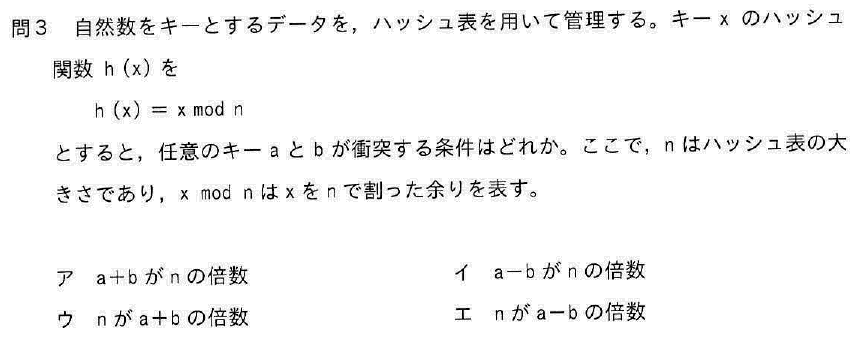 問3 自然数をキーとするデータを，ハッシュ表を用いて管理する。キー x のハッシュ
関数 h (x) を
h (x) ＝ x mod n
とすると，任意のキー a と b が衝突する条件はどれか。ここで，n はハッシュ表の大
きさであり，x mod n は x を n で割った余りを表す。
ア a＋b が n の倍数 イ a－b が n の倍数
ウ n が a＋b の倍数 エ n が a－b の倍数